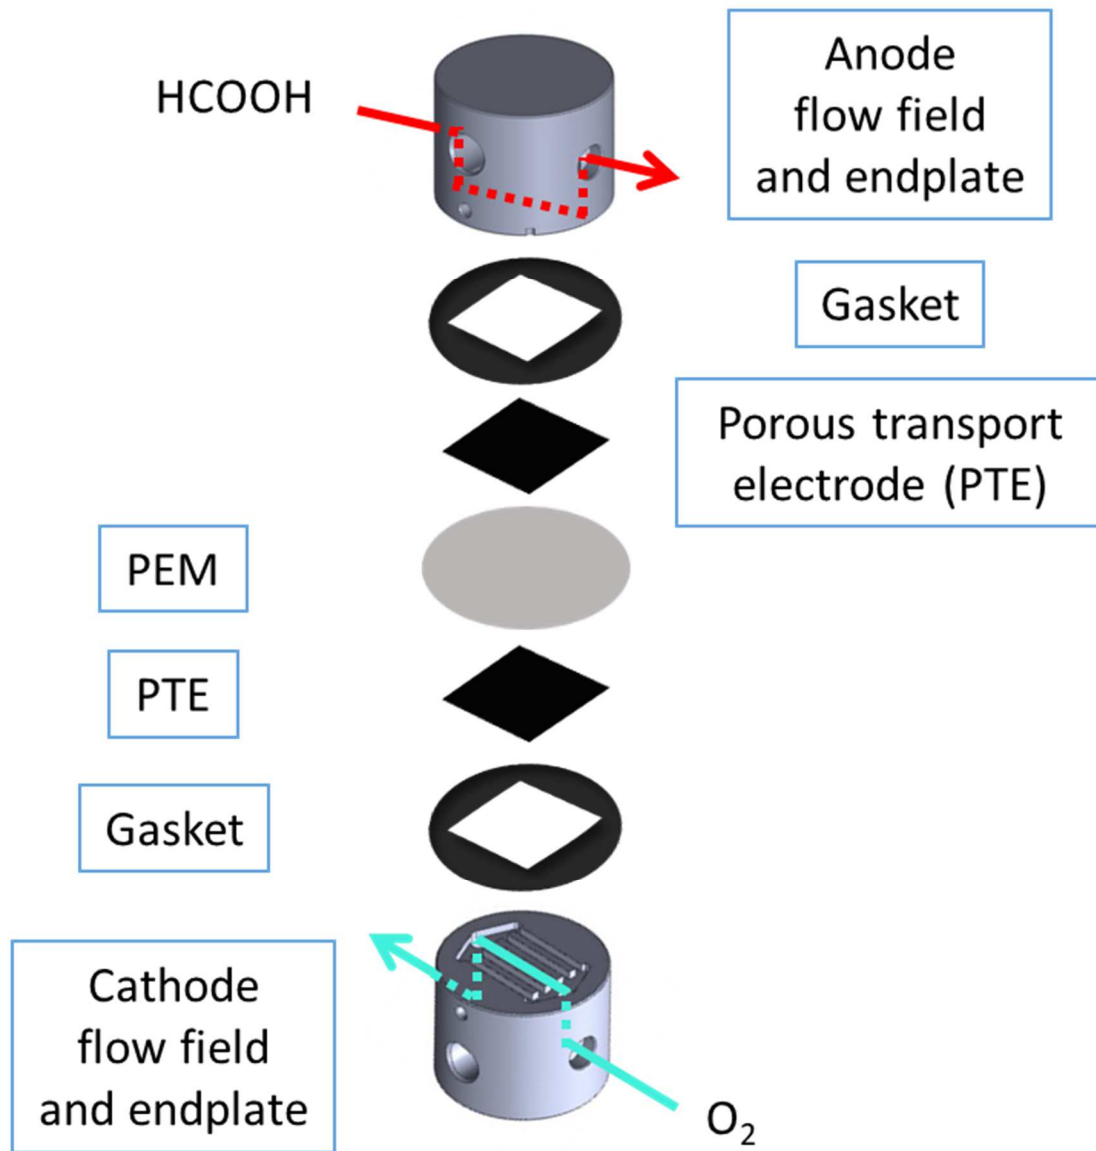 HCOOH
Anode
flow field
and endplate
Gasket
Porous transport
electrode (PTE)
PEM
PTE
Gasket
Cathode
flow field
and endplate
O₂